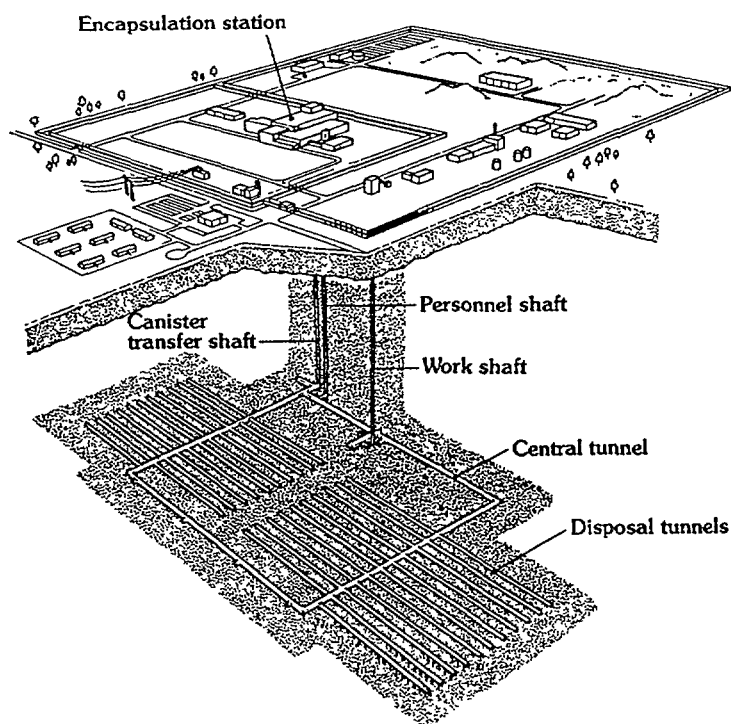 Encapsulation station
Personnel shaft
Canister
transfer shaft
Work shaft
Central tunnel
Disposal tunnels